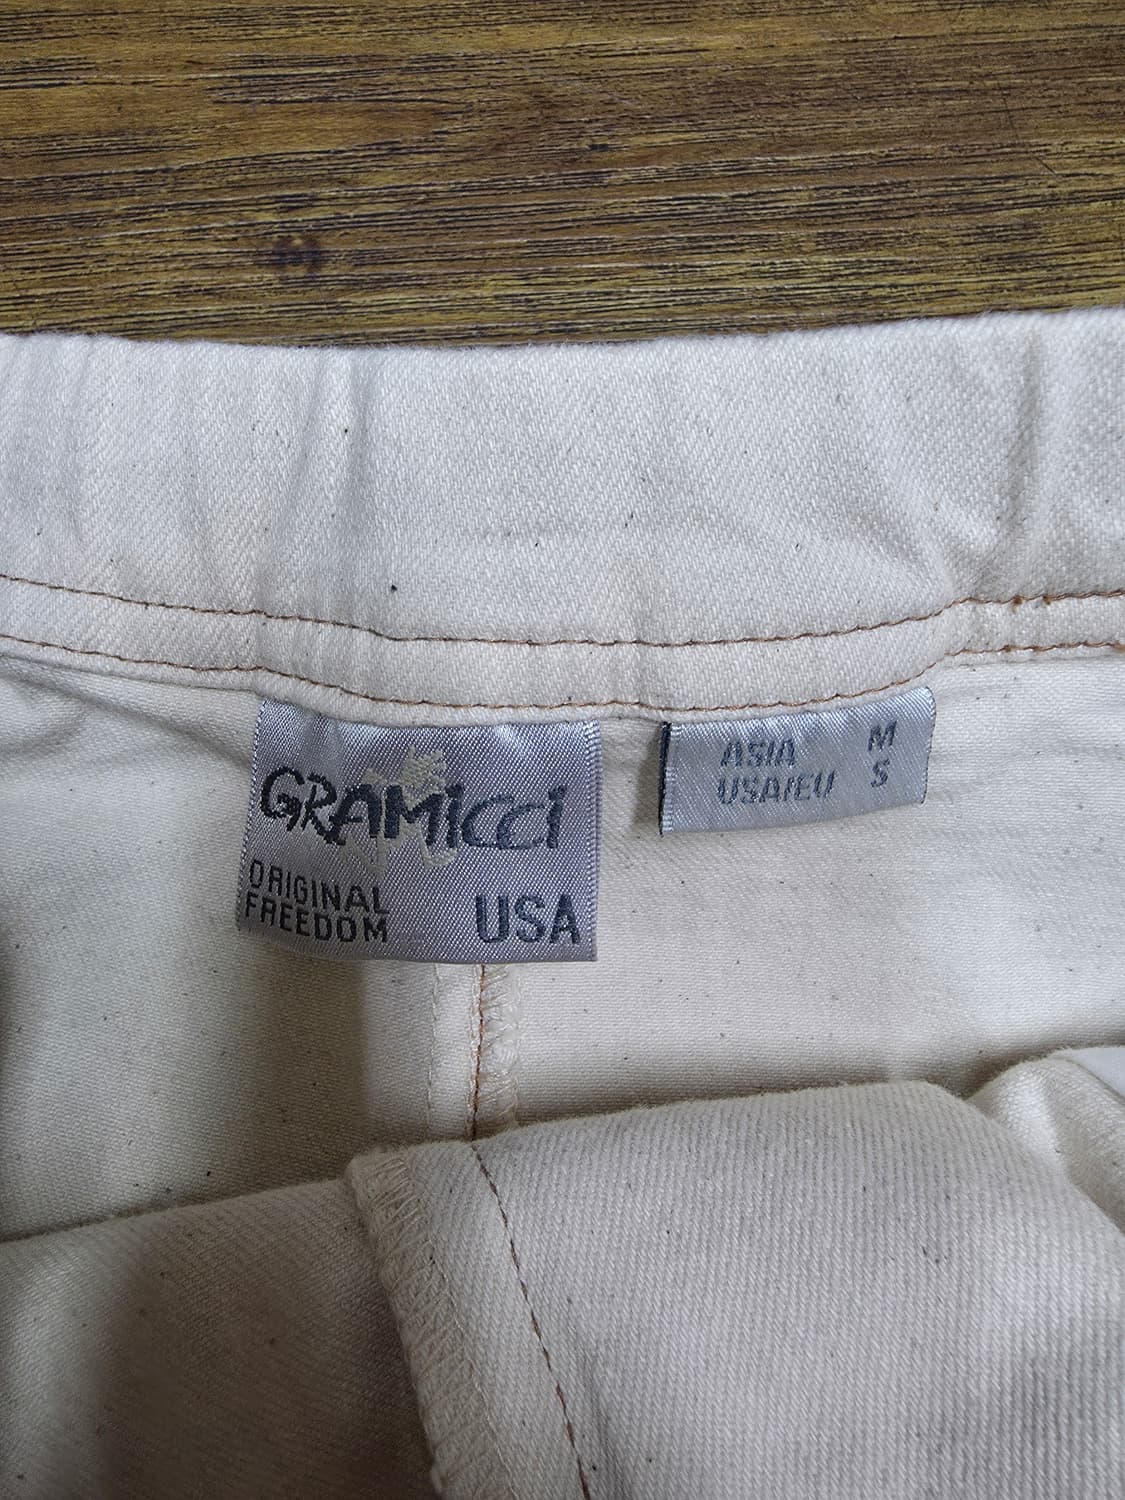 GRAMiCCi
ORIGINAL
FREEDOM
USA
ASIA M
USA/EU S